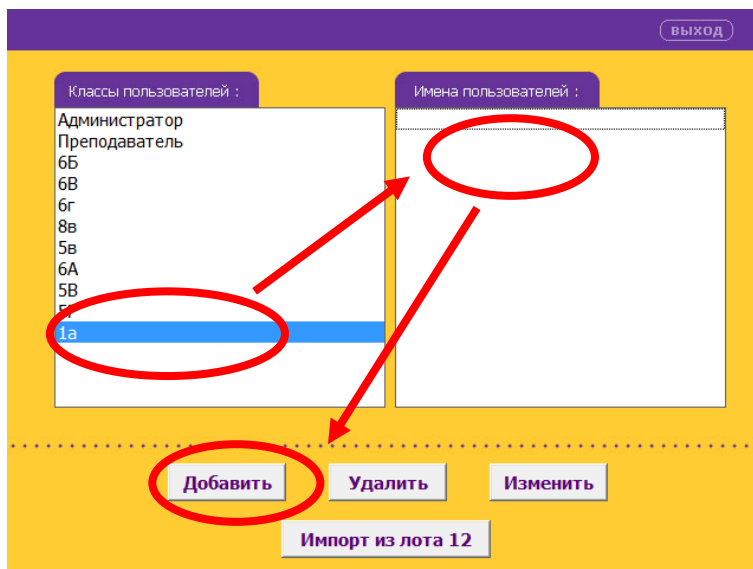 выход
Классы пользователей :
Имена пользователей :
Администратор
Преподаватель
6Б
6В
6г
8в
5в
6А
5В
1а
Добавить
Удалить
Изменить
Импорт из лота 12